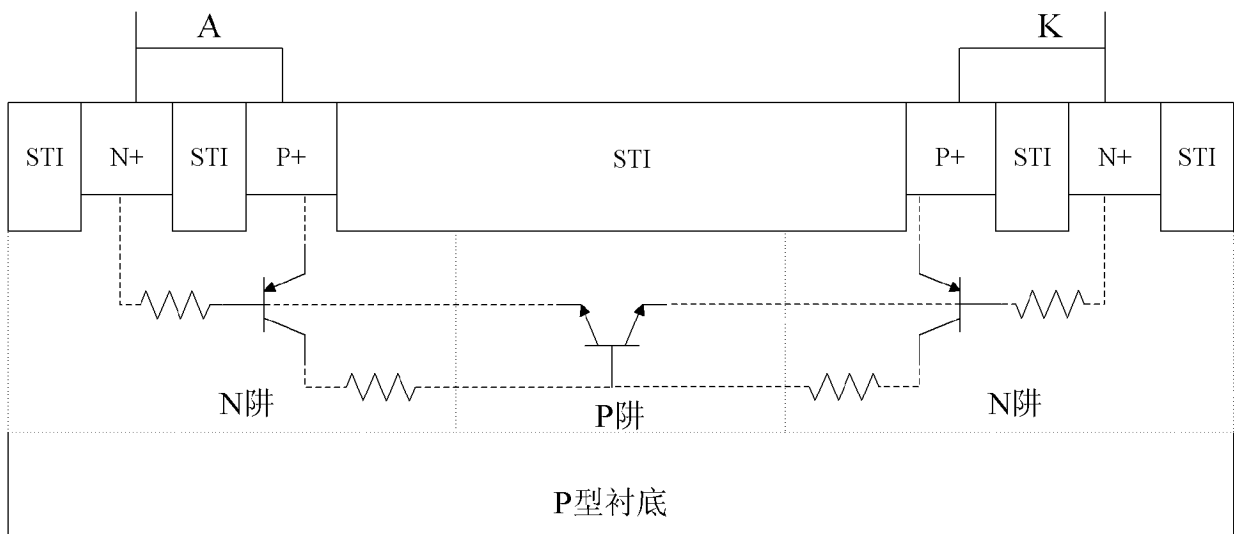 A K
STI N+ STI P+ STI P+ STI N+ STI
N阱 P阱 N阱
P型衬底